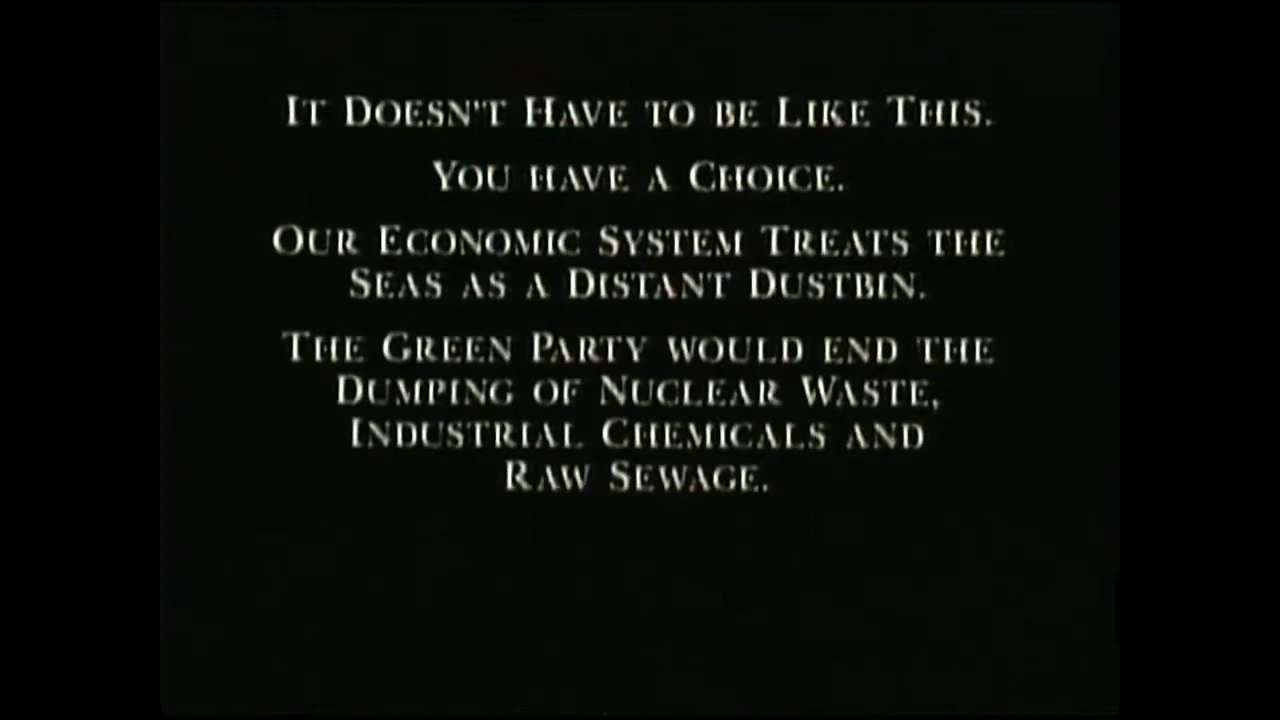 It Doesn't Have to be Like This.
You have a Choice.
Our Economic System Treats the
Seas as a Distant Dustbin.
The Green Party would end the
Dumping of Nuclear Waste,
Industrial Chemicals and
Raw Sewage.